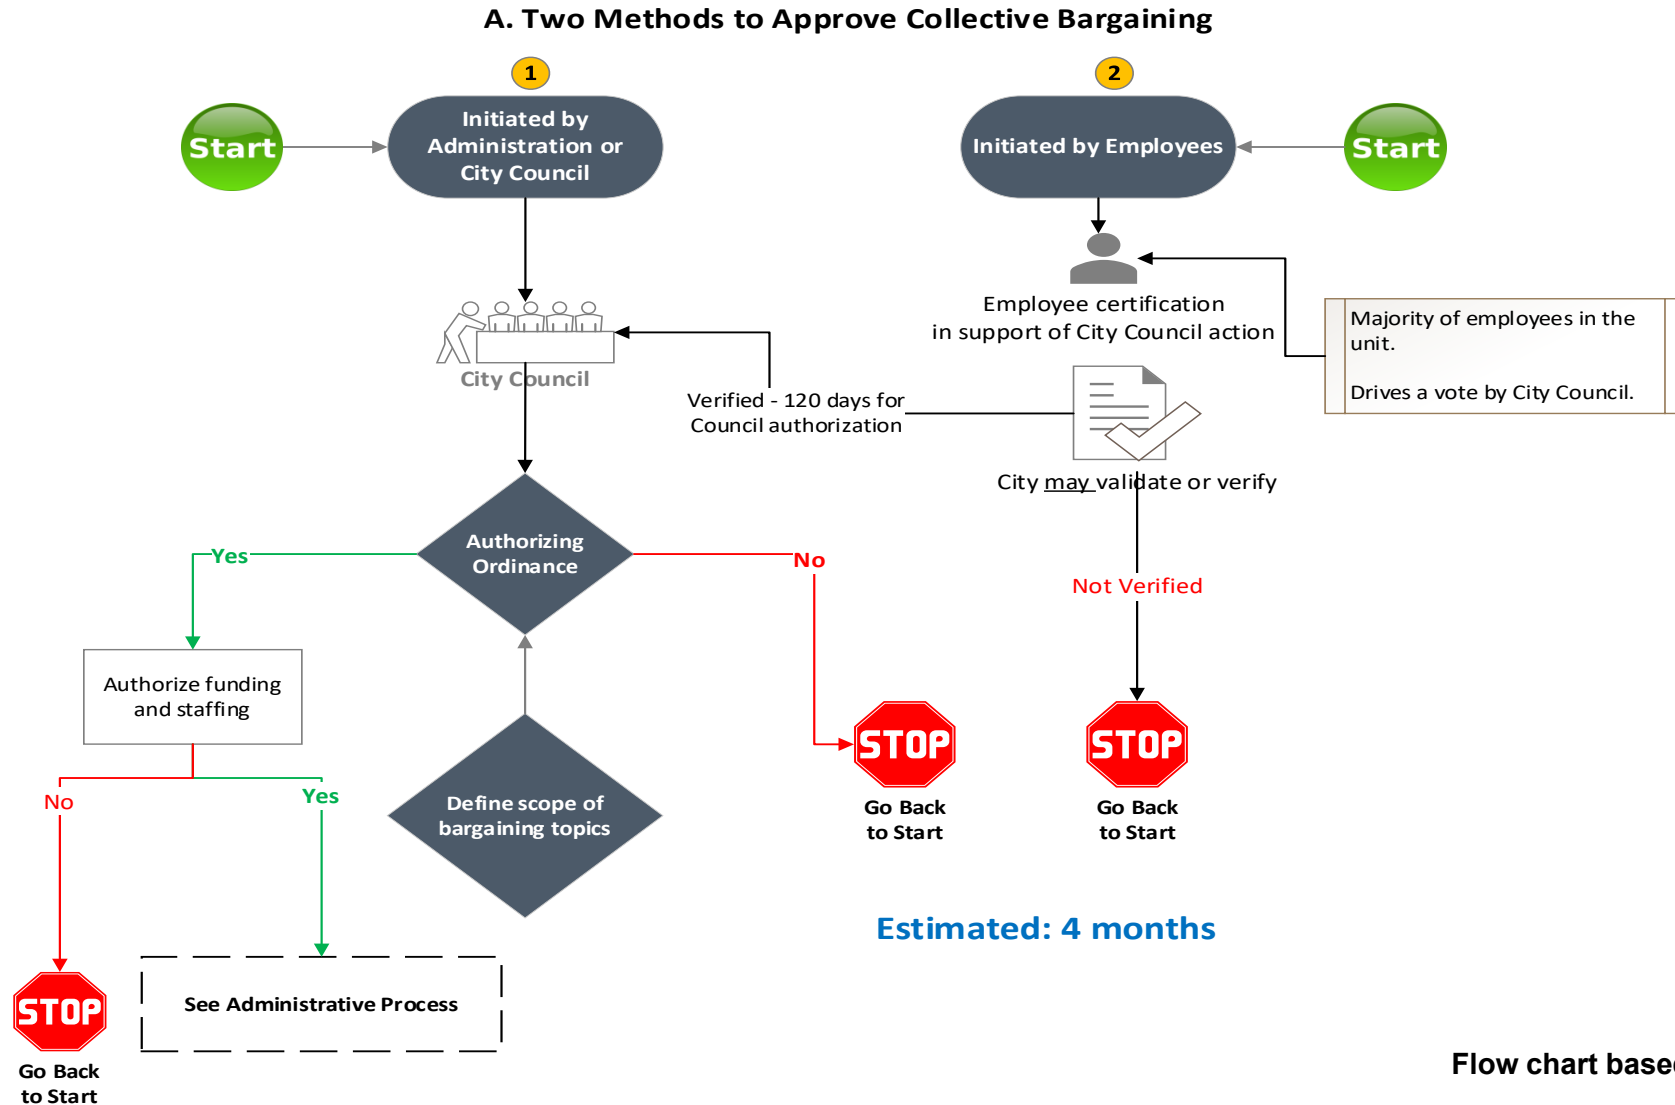 A. Two Methods to Approve Collective Bargaining
1
2
Start
Initiated by
Administration or
City Council
Initiated by Employees
Start
Employee certification
in support of City Council action
Majority of employees in the
unit.
Drives a vote by City Council.
City Council
Verified - 120 days for
Council authorization
City may validate or verify
Authorizing
Ordinance
Yes
No
Not Verified
Authorize funding
and staffing
STOP
Go Back
to Start
STOP
Go Back
to Start
No
Yes
Define scope of
bargaining topics
Estimated: 4 months
STOP
Go Back
to Start
See Administrative Process
Flow chart based